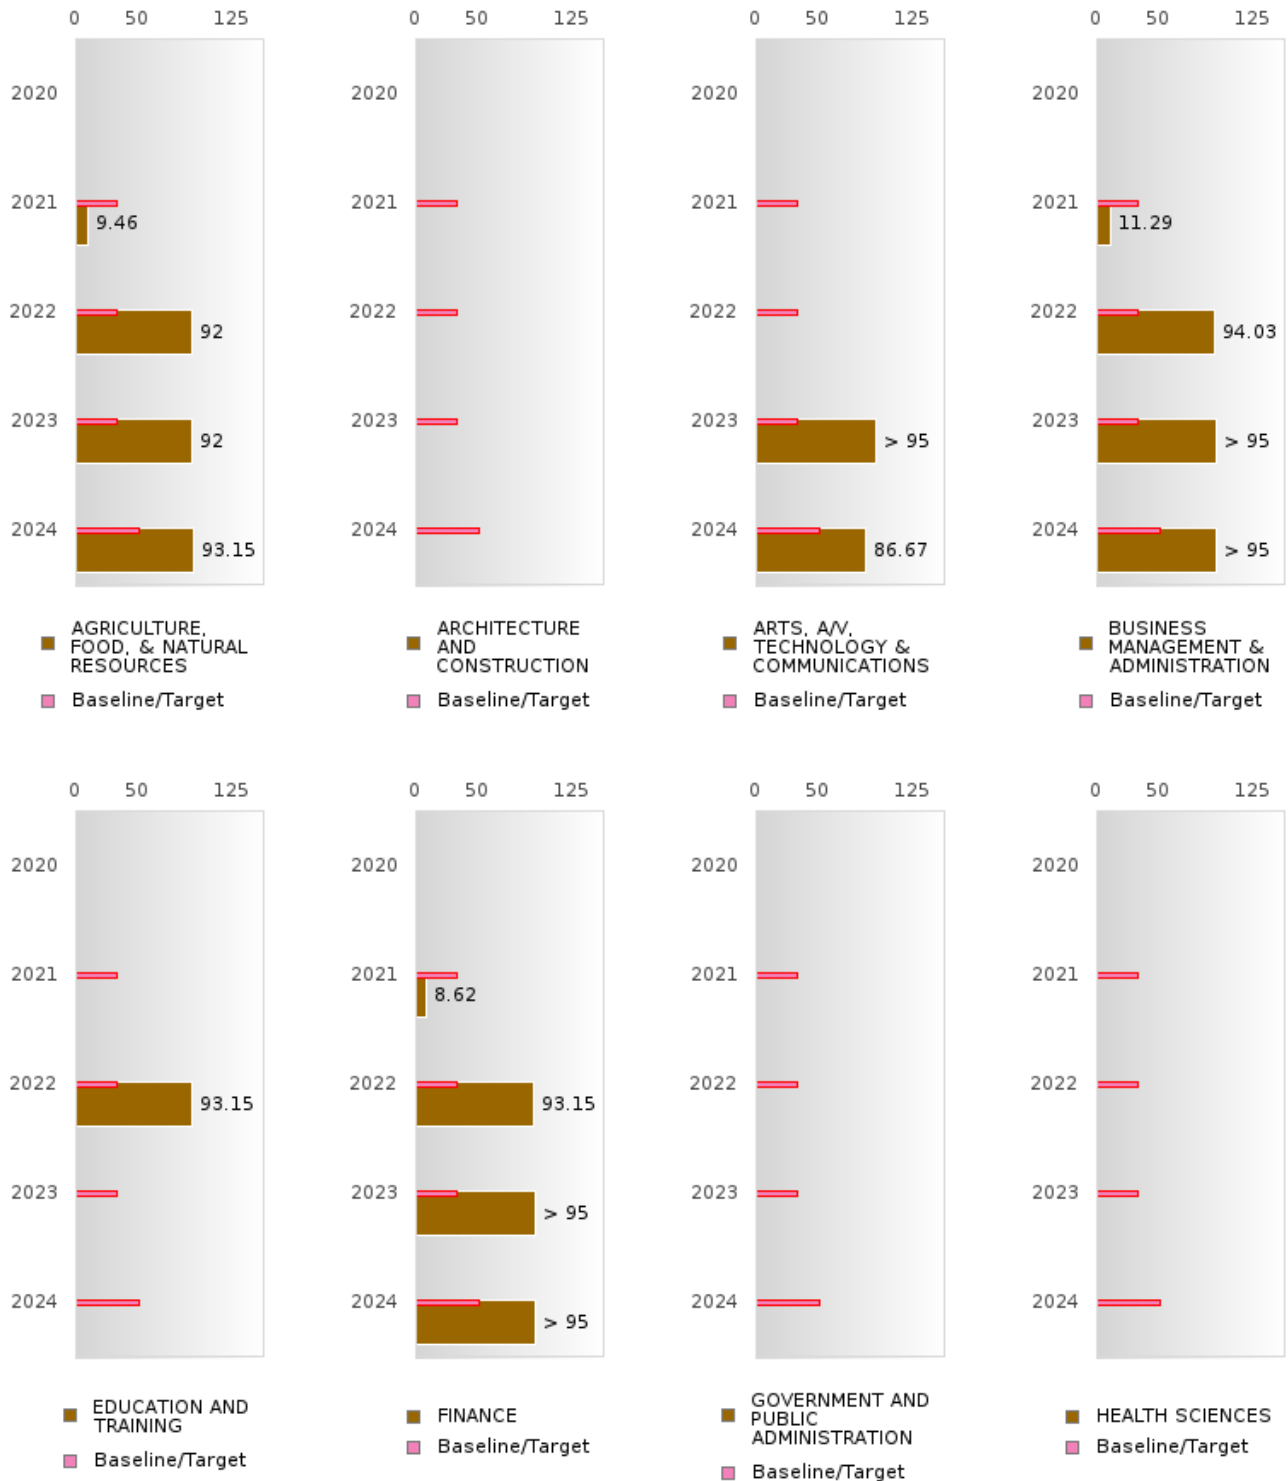 0 50 125
2020
2021
9.46
2022
92
2023
92
2024
93.15
AGRICULTURE,
FOOD, & NATURAL
RESOURCES
Baseline/Target
0 50 125
2020
2021
2022
2023
2024
ARCHITECTURE
AND
CONSTRUCTION
Baseline/Target
0 50 125
2020
2021
2022
2023
> 95
2024
86.67
ARTS, A/V,
TECHNOLOGY &
COMMUNICATIONS
Baseline/Target
0 50 125
2020
2021
11.29
2022
94.03
2023
> 95
2024
> 95
BUSINESS
MANAGEMENT &
ADMINISTRATION
Baseline/Target
0 50 125
2020
2021
2022
93.15
2023
2024
EDUCATION AND
TRAINING
Baseline/Target
0 50 125
2020
2021
8.62
2022
93.15
2023
> 95
2024
> 95
FINANCE
Baseline/Target
0 50 125
2020
2021
2022
2023
2024
GOVERNMENT AND
PUBLIC
ADMINISTRATION
Baseline/Target
0 50 125
2020
2021
2022
2023
2024
HEALTH SCIENCES
Baseline/Target